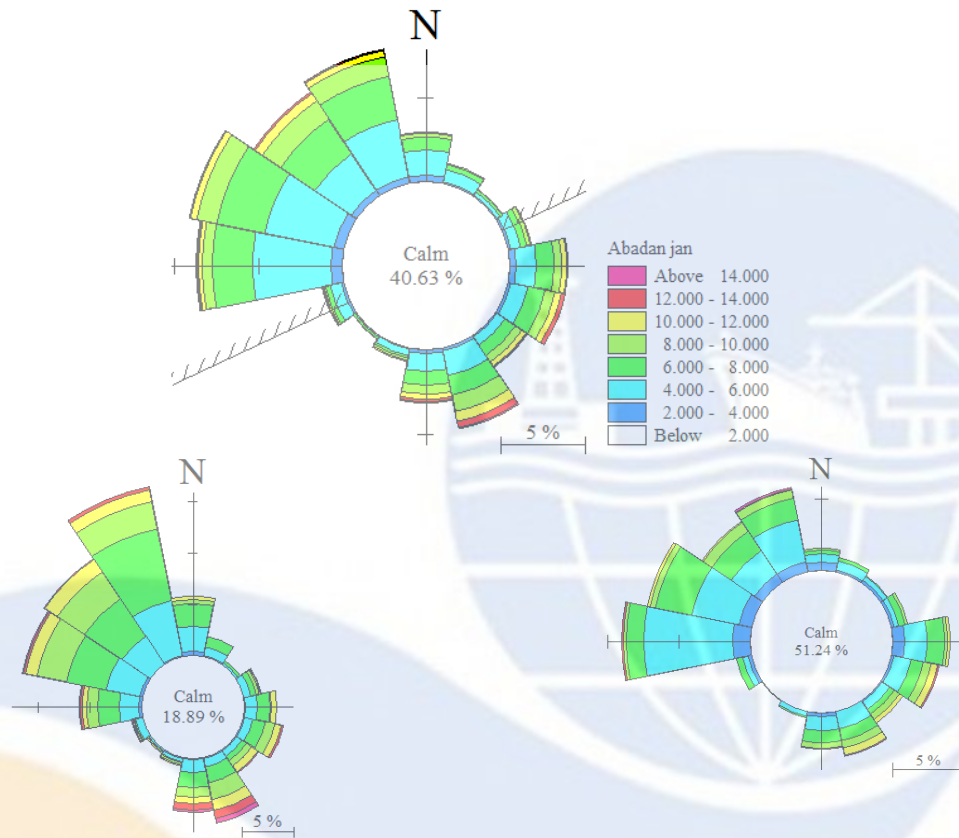 N
Calm
40.63 %
Abadan jan
Above 14.000
12.000 - 14.000
10.000 - 12.000
8.000 - 10.000
6.000 - 8.000
4.000 - 6.000
2.000 - 4.000
Below 2.000
5 %
N
Calm
18.89 %
5 %
N
Calm
51.24 %
5 %